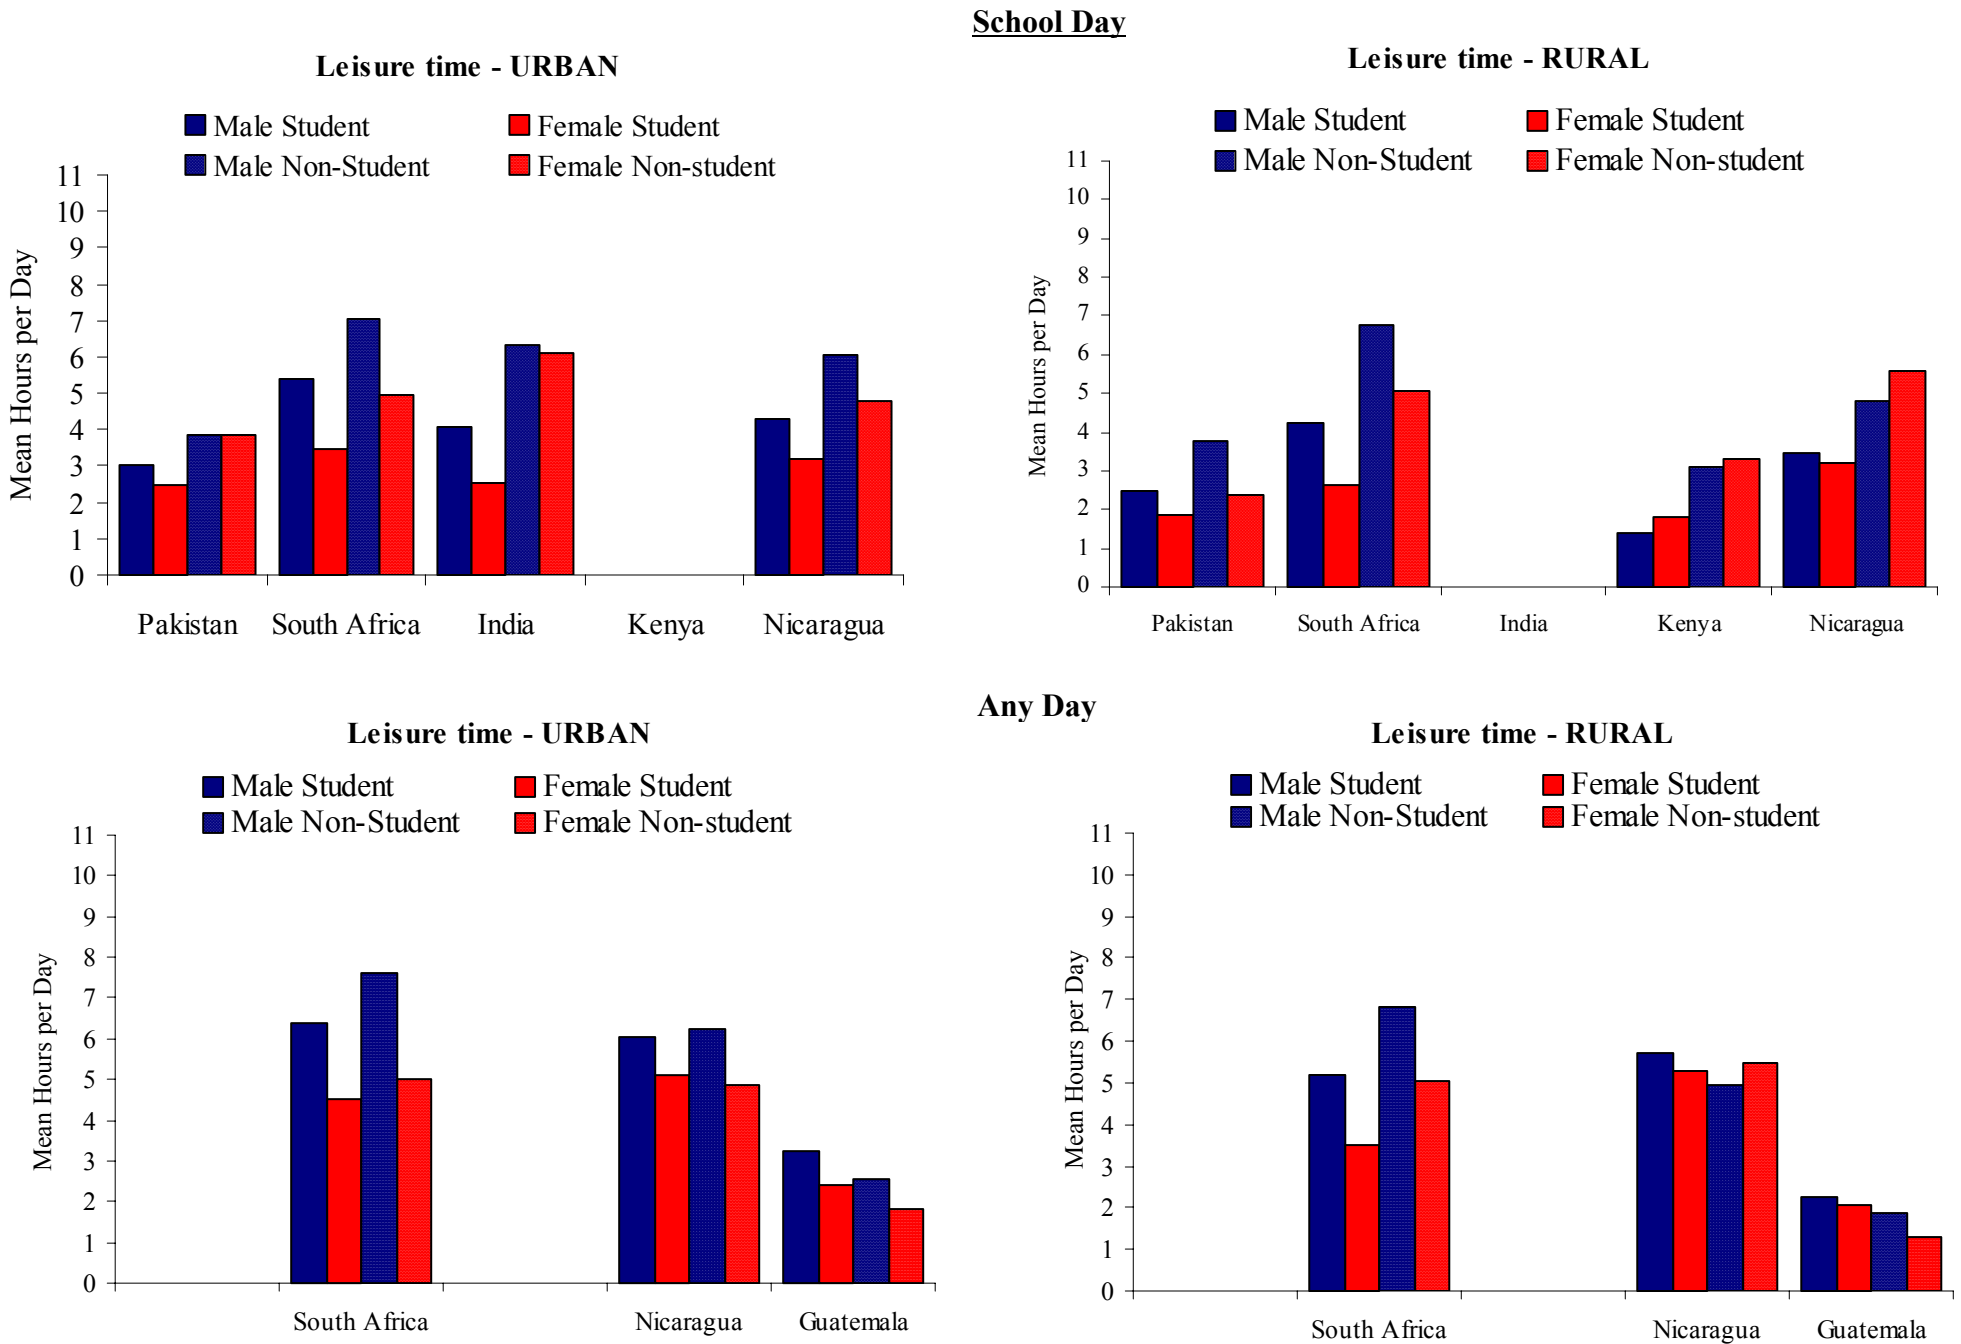 School Day
Leisure time - URBAN
Male Student
Female Student
Male Non-Student
Female Non-student
11
10
9
8
7
6
5
4
3
2
1
0
Mean Hours per Day
Pakistan South Africa India Kenya Nicaragua
Leisure time - RURAL
Male Student
Female Student
Male Non-Student
Female Non-student
11
10
9
8
7
6
5
4
3
2
1
0
Mean Hours per Day
Pakistan South Africa India Kenya Nicaragua
Any Day
Leisure time - URBAN
Male Student
Female Student
Male Non-Student
Female Non-student
11
10
9
8
7
6
5
4
3
2
1
0
Mean Hours per Day
South Africa Nicaragua Guatemala
Leisure time - RURAL
Male Student
Female Student
Male Non-Student
Female Non-student
11
10
9
8
7
6
5
4
3
2
1
0
Mean Hours per Day
South Africa Nicaragua Guatemala